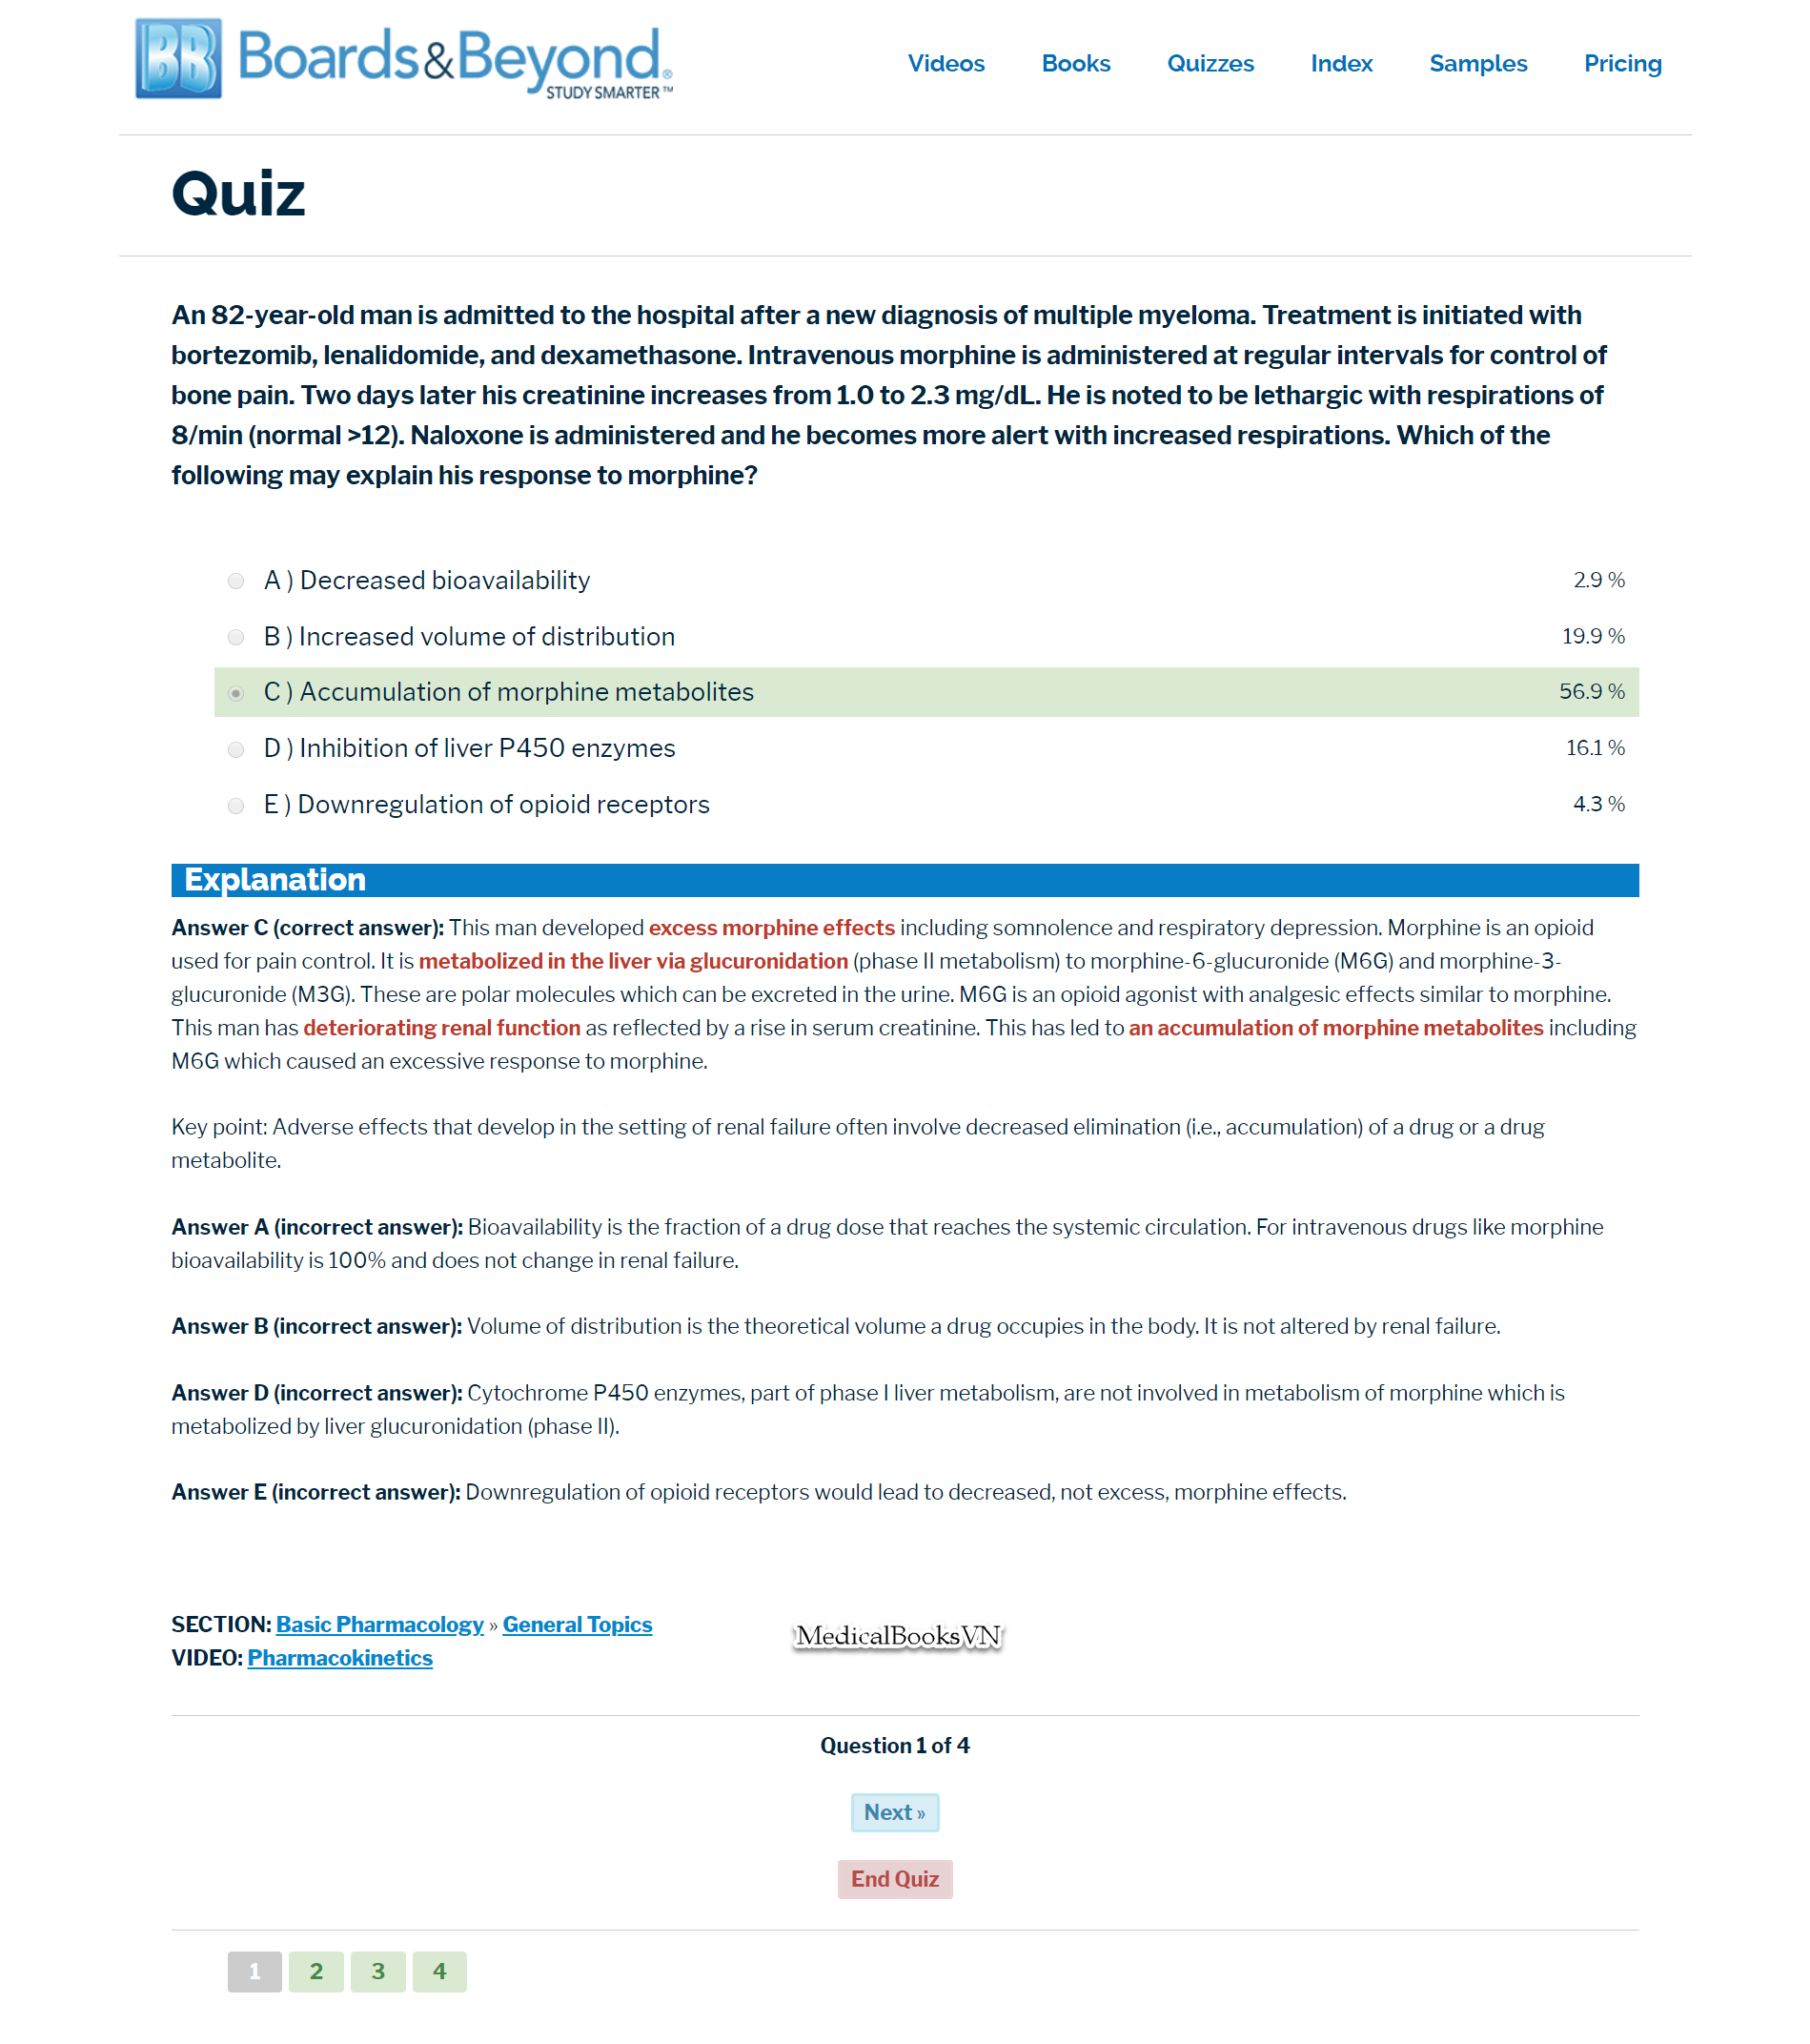 BB Boards&Beyond®
STUDY SMARTER™
Videos Books Quizzes Index Samples Pricing
Quiz
An 82-year-old man is admitted to the hospital after a new diagnosis of multiple myeloma. Treatment is initiated with
bortezomib, lenalidomide, and dexamethasone. Intravenous morphine is administered at regular intervals for control of
bone pain. Two days later his creatinine increases from 1.0 to 2.3 mg/dL. He is noted to be lethargic with respirations of
8/min (normal >12). Naloxone is administered and he becomes more alert with increased respirations. Which of the
following may explain his response to morphine?
A ) Decreased bioavailability 2.9 %
B ) Increased volume of distribution 19.9 %
C ) Accumulation of morphine metabolites 56.9 %
D ) Inhibition of liver P450 enzymes 16.1 %
E ) Downregulation of opioid receptors 4.3 %
Explanation
Answer C (correct answer): This man developed excess morphine effects including somnolence and respiratory depression. Morphine is an opioid
used for pain control. It is metabolized in the liver via glucuronidation (phase II metabolism) to morphine-6-glucuronide (M6G) and morphine-3-
glucuronide (M3G). These are polar molecules which can be excreted in the urine. M6G is an opioid agonist with analgesic effects similar to morphine.
This man has deteriorating renal function as reflected by a rise in serum creatinine. This has led to an accumulation of morphine metabolites including
M6G which caused an excessive response to morphine.
Key point: Adverse effects that develop in the setting of renal failure often involve decreased elimination (i.e., accumulation) of a drug or a drug
metabolite.
Answer A (incorrect answer): Bioavailability is the fraction of a drug dose that reaches the systemic circulation. For intravenous drugs like morphine
bioavailability is 100% and does not change in renal failure.
Answer B (incorrect answer): Volume of distribution is the theoretical volume a drug occupies in the body. It is not altered by renal failure.
Answer D (incorrect answer): Cytochrome P450 enzymes, part of phase I liver metabolism, are not involved in metabolism of morphine which is
metabolized by liver glucuronidation (phase II).
Answer E (incorrect answer): Downregulation of opioid receptors would lead to decreased, not excess, morphine effects.
SECTION: Basic Pharmacology » General Topics
MedicalBooksVN
VIDEO: Pharmacokinetics
Question 1 of 4
Next »
End Quiz
1 2 3 4